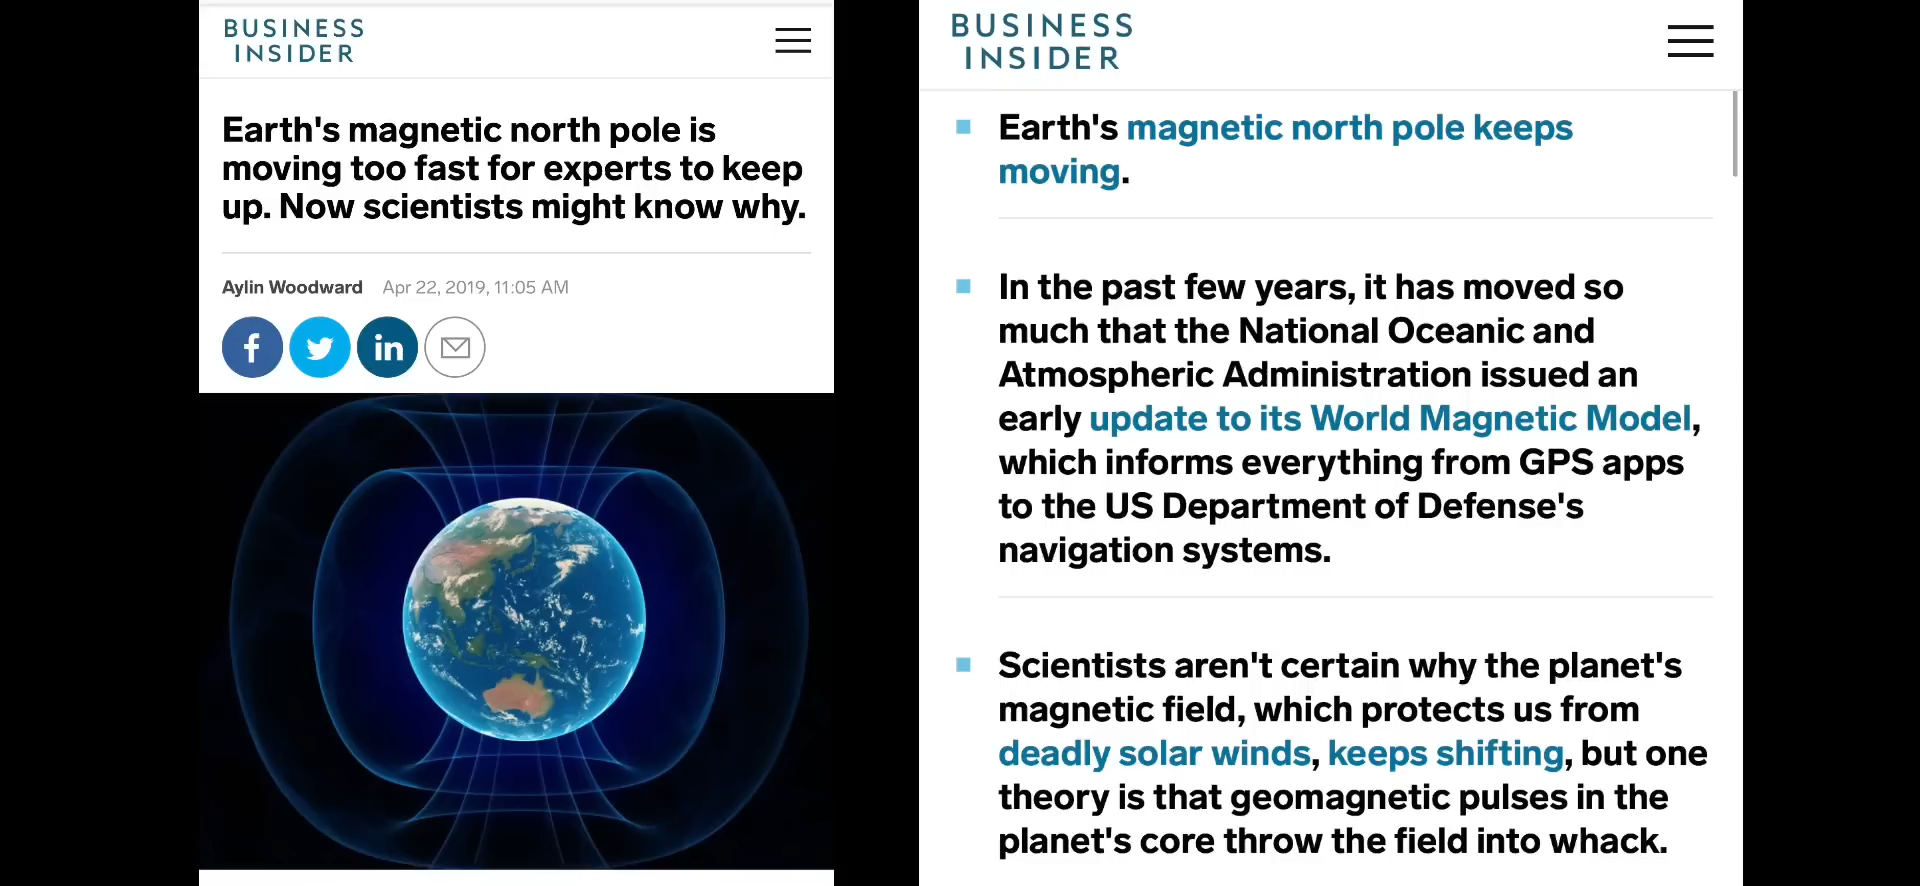 BUSINESS
INSIDER
Earth's magnetic north pole is
moving too fast for experts to keep
up. Now scientists might know why.
Aylin Woodward Apr 22, 2019, 11:05 AM
f in
BUSINESS
INSIDER
Earth's magnetic north pole keeps
moving.
In the past few years, it has moved so
much that the National Oceanic and
Atmospheric Administration issued an
early update to its World Magnetic Model,
which informs everything from GPS apps
to the US Department of Defense's
navigation systems.
Scientists aren't certain why the planet's
magnetic field, which protects us from
deadly solar winds, keeps shifting, but one
theory is that geomagnetic pulses in the
planet's core throw the field into whack.